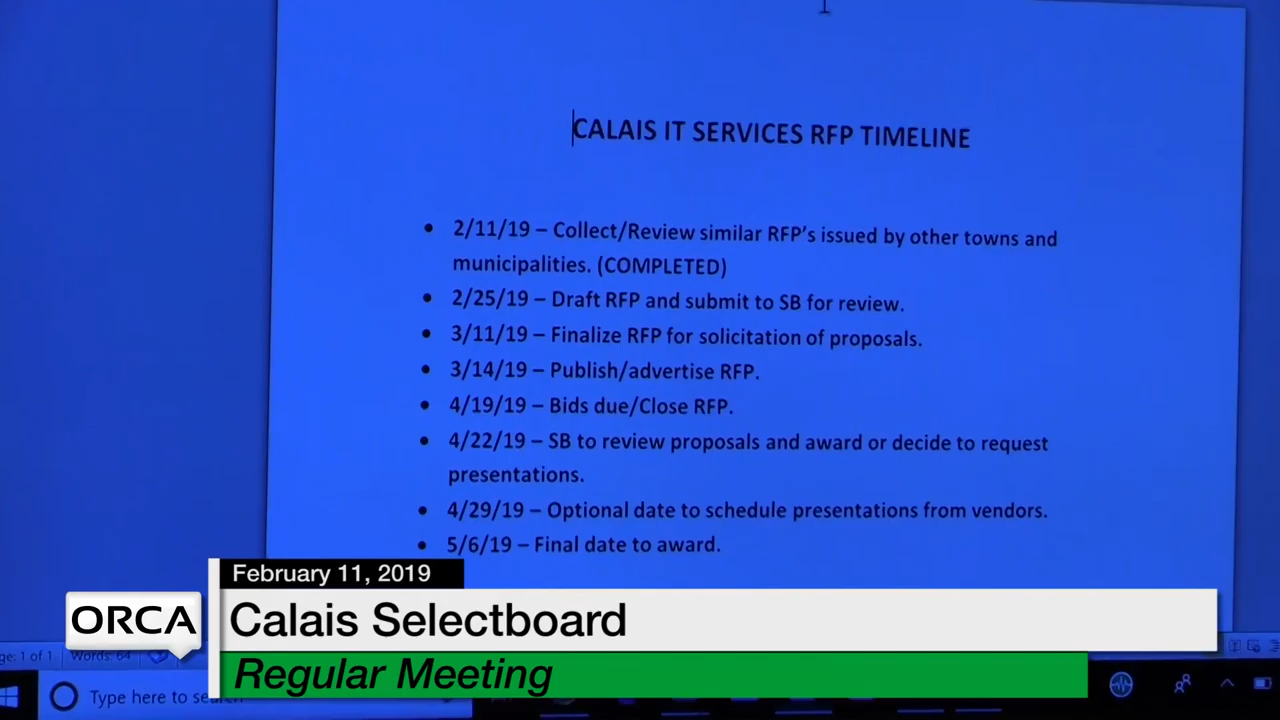 CALAIS IT SERVICES RFP TIMELINE
• 2/11/19 – Collect/Review similar RFP's issued by other towns and
municipalities. (COMPLETED)
• 2/25/19 – Draft RFP and submit to SB for review.
• 3/11/19 – Finalize RFP for solicitation of proposals.
• 3/14/19 – Publish/advertise RFP.
• 4/19/19 – Bids due/Close RFP.
• 4/22/19 – SB to review proposals and award or decide to request
presentations.
• 4/29/19 – Optional date to schedule presentations from vendors.
• 5/6/19 – Final date to award.
February 11, 2019
ORCA
Calais Selectboard
Regular Meeting
1 of 1 Words: 64
Type here to search